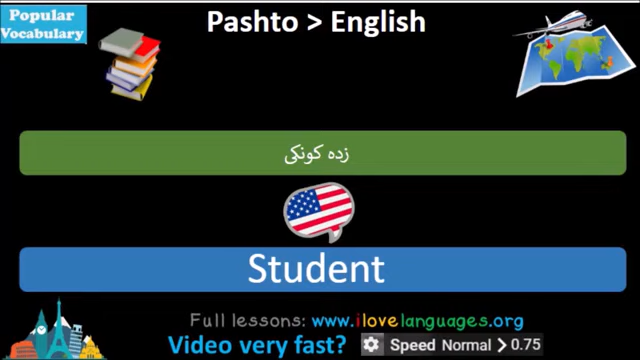 Popular
Vocabulary
Pashto > English
زده کونکی
Student
Full lessons: www.ilovelanguages.org
Video very fast? Speed Normal > 0.75